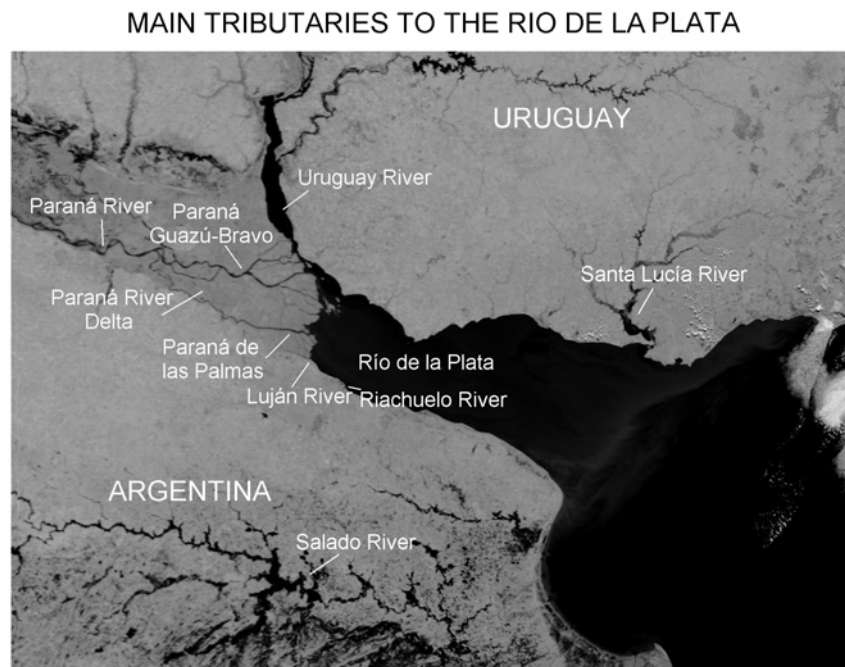 MAIN TRIBUTARIES TO THE RIO DE LA PLATA
URUGUAY
Uruguay River
Paraná River
Paraná
Guazú-Bravo
Santa Lucía River
Paraná River
Delta
Paraná de
las Palmas
Río de la Plata
Luján River
Riachuelo River
ARGENTINA
Salado River